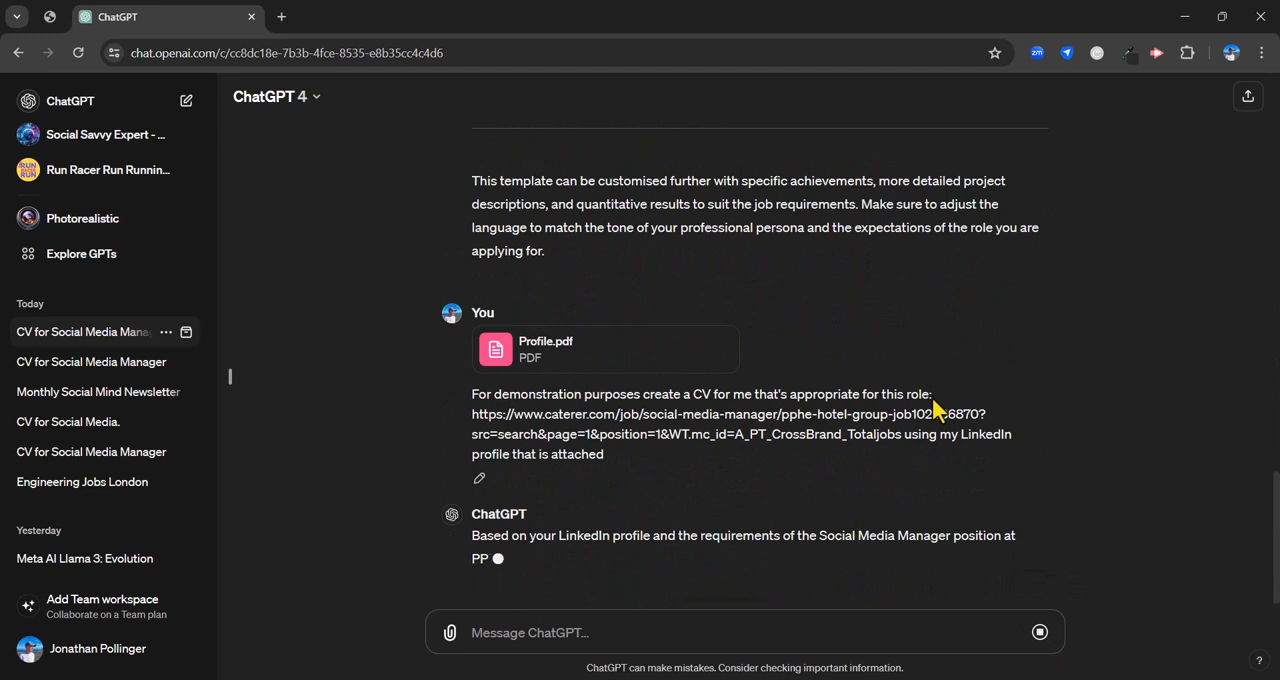 ChatGPT
chat.openai.com/c/cc8dc18e-7b3b-4fce-8535-e8b35cc4c4d6
zm
ChatGPT
Social Savvy Expert - ...
RUN RACER RUN
Run Racer Run Runnin...
Photorealistic
Explore GPTs
Today
CV for Social Media Mana
CV for Social Media Manager
Monthly Social Mind Newsletter
CV for Social Media.
CV for Social Media Manager
Engineering Jobs London
Yesterday
Meta AI Llama 3: Evolution
Add Team workspace
Collaborate on a Team plan
Jonathan Pollinger
ChatGPT 4
This template can be customised further with specific achievements, more detailed project
descriptions, and quantitative results to suit the job requirements. Make sure to adjust the
language to match the tone of your professional persona and the expectations of the role you are
applying for.
You
Profile.pdf
PDF
For demonstration purposes create a CV for me that's appropriate for this role:
https://www.caterer.com/job/social-media-manager/pphe-hotel-group-job102 6870?
src=search&page=1&position=1&WT.mc_id=A_PT_CrossBrand_Totaljobs using my LinkedIn
profile that is attached
ChatGPT
Based on your LinkedIn profile and the requirements of the Social Media Manager position at
PP
Message ChatGPT...
ChatGPT can make mistakes. Consider checking important information.
?